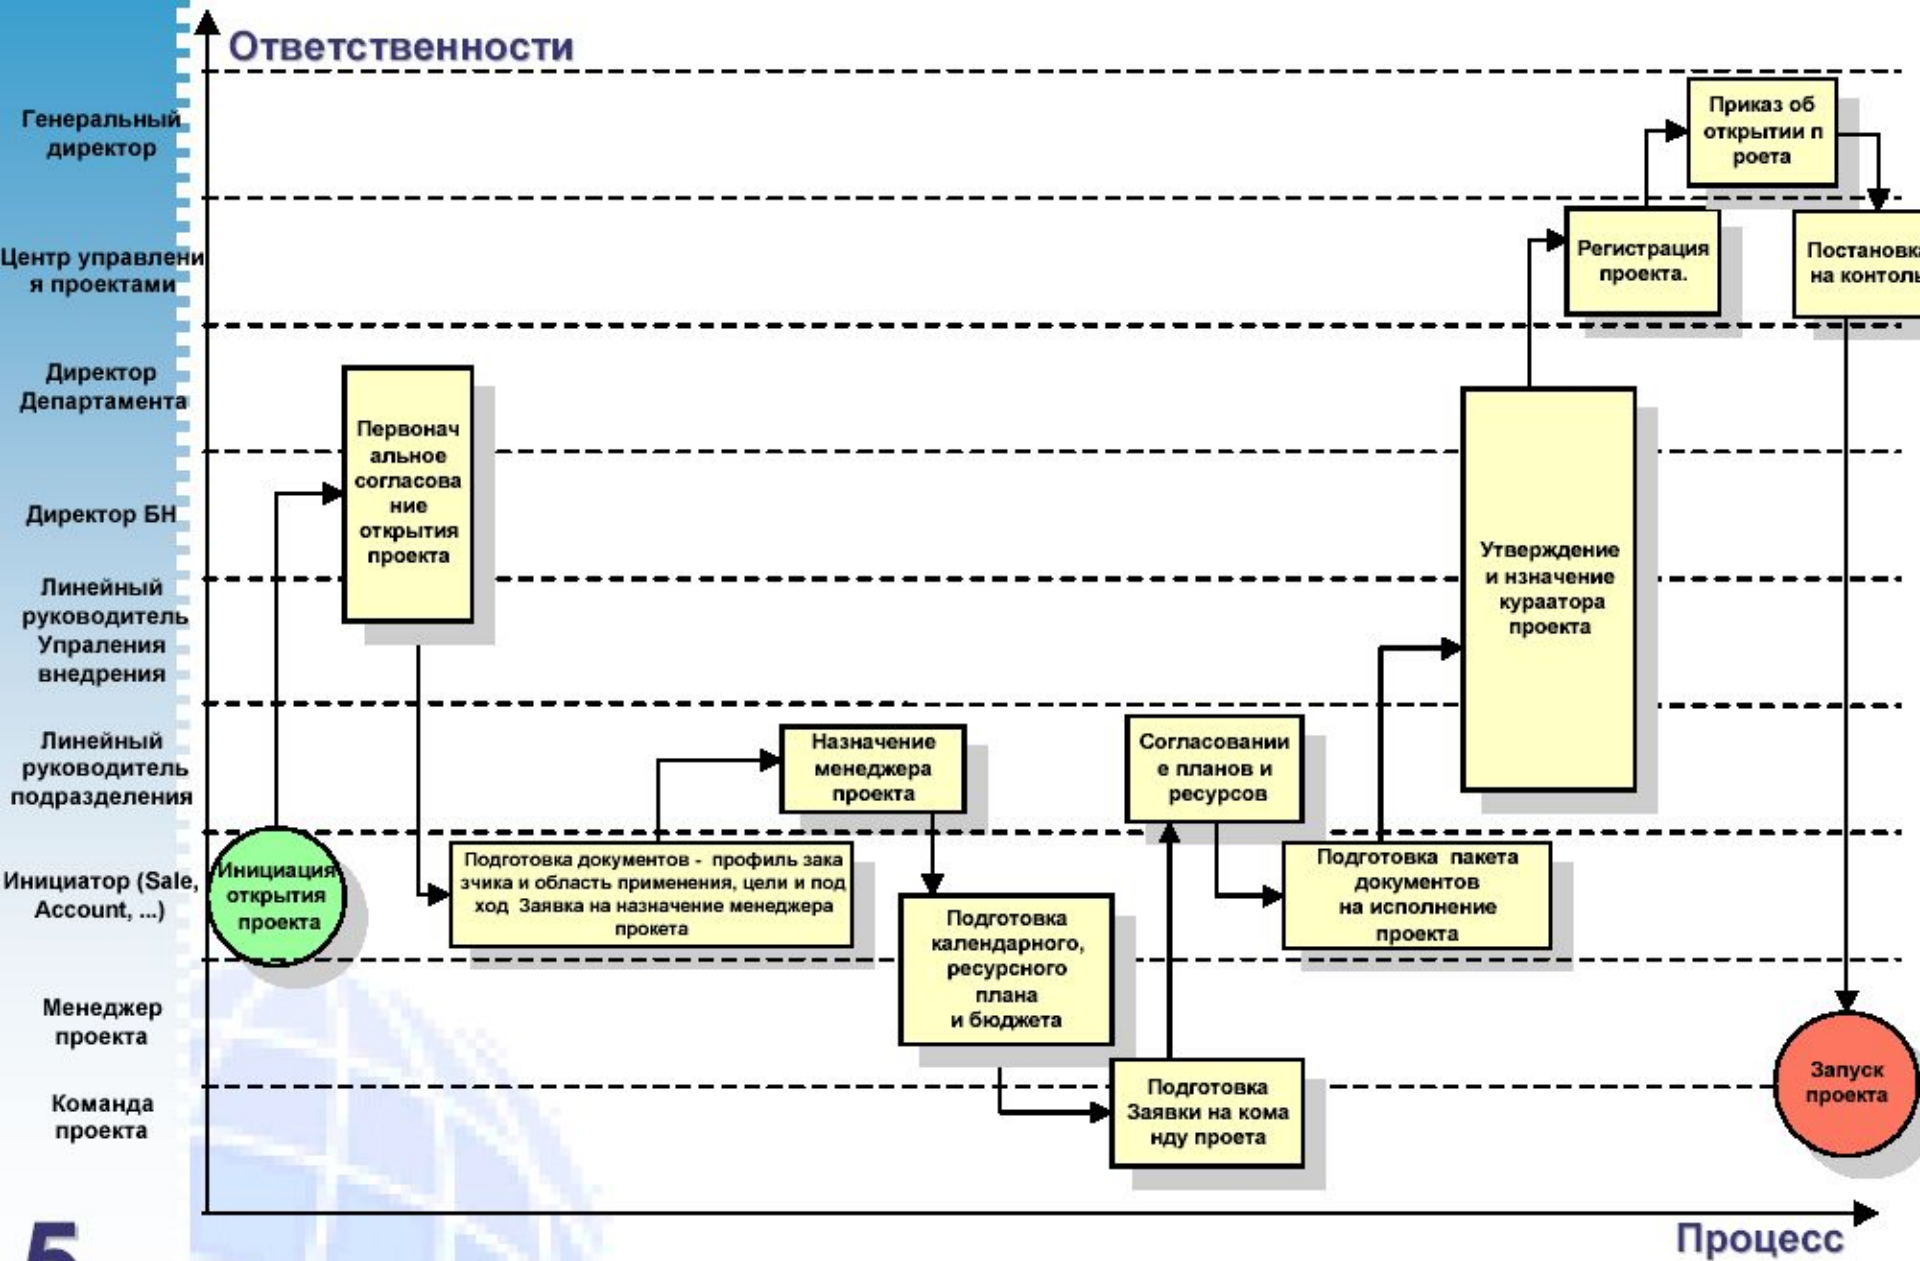 Ответственности
Генеральный
директор
Центр управлени
я проектами
Директор
Департамента
Директор БН
Линейный
руководитель
Упраления
внедрения
Линейный
руководитель
подразделения
Инициатор (Sale,
Account, ...)
Менеджер
проекта
Команда
проекта
Инициация
открытия
проекта
Первонач
альное
согласова
ние
открытия
проекта
Подготовка документов - профиль зака
зчика и область применения, цели и под
ход Заявка на назначение менеджера
прокета
Назначение
менеджера
проекта
Подготовка
календарного,
ресурсного
плана
и бюджета
Подготовка
Заявки на кома
нду проета
Согласовании
е планов и
ресурсов
Подготовка пакета
документов
на исполнение
проекта
Утверждение
и нзначение
кураатора
проекта
Регистрация
проекта.
Приказ об
открытии п
роета
Постановка
на контоль
Запуск
проекта
Процесс
5